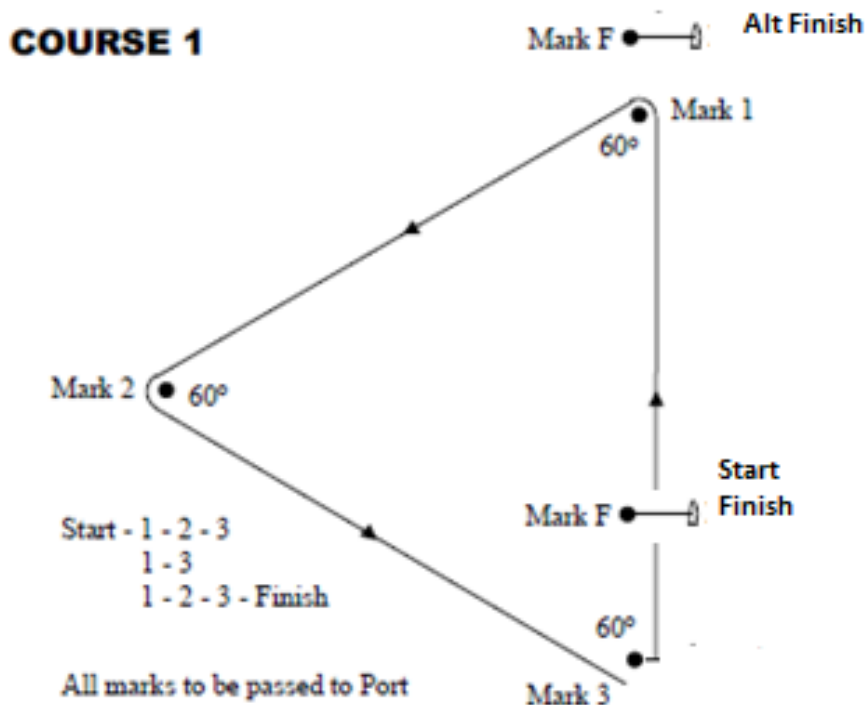 COURSE 1
Alt Finish
Mark F
Mark 1
60º
Mark 2
60º
Start
Finish
Mark F
Start - 1 - 2 - 3
1 - 3
1 - 2 - 3 - Finish
60º
All marks to be passed to Port
Mark 3